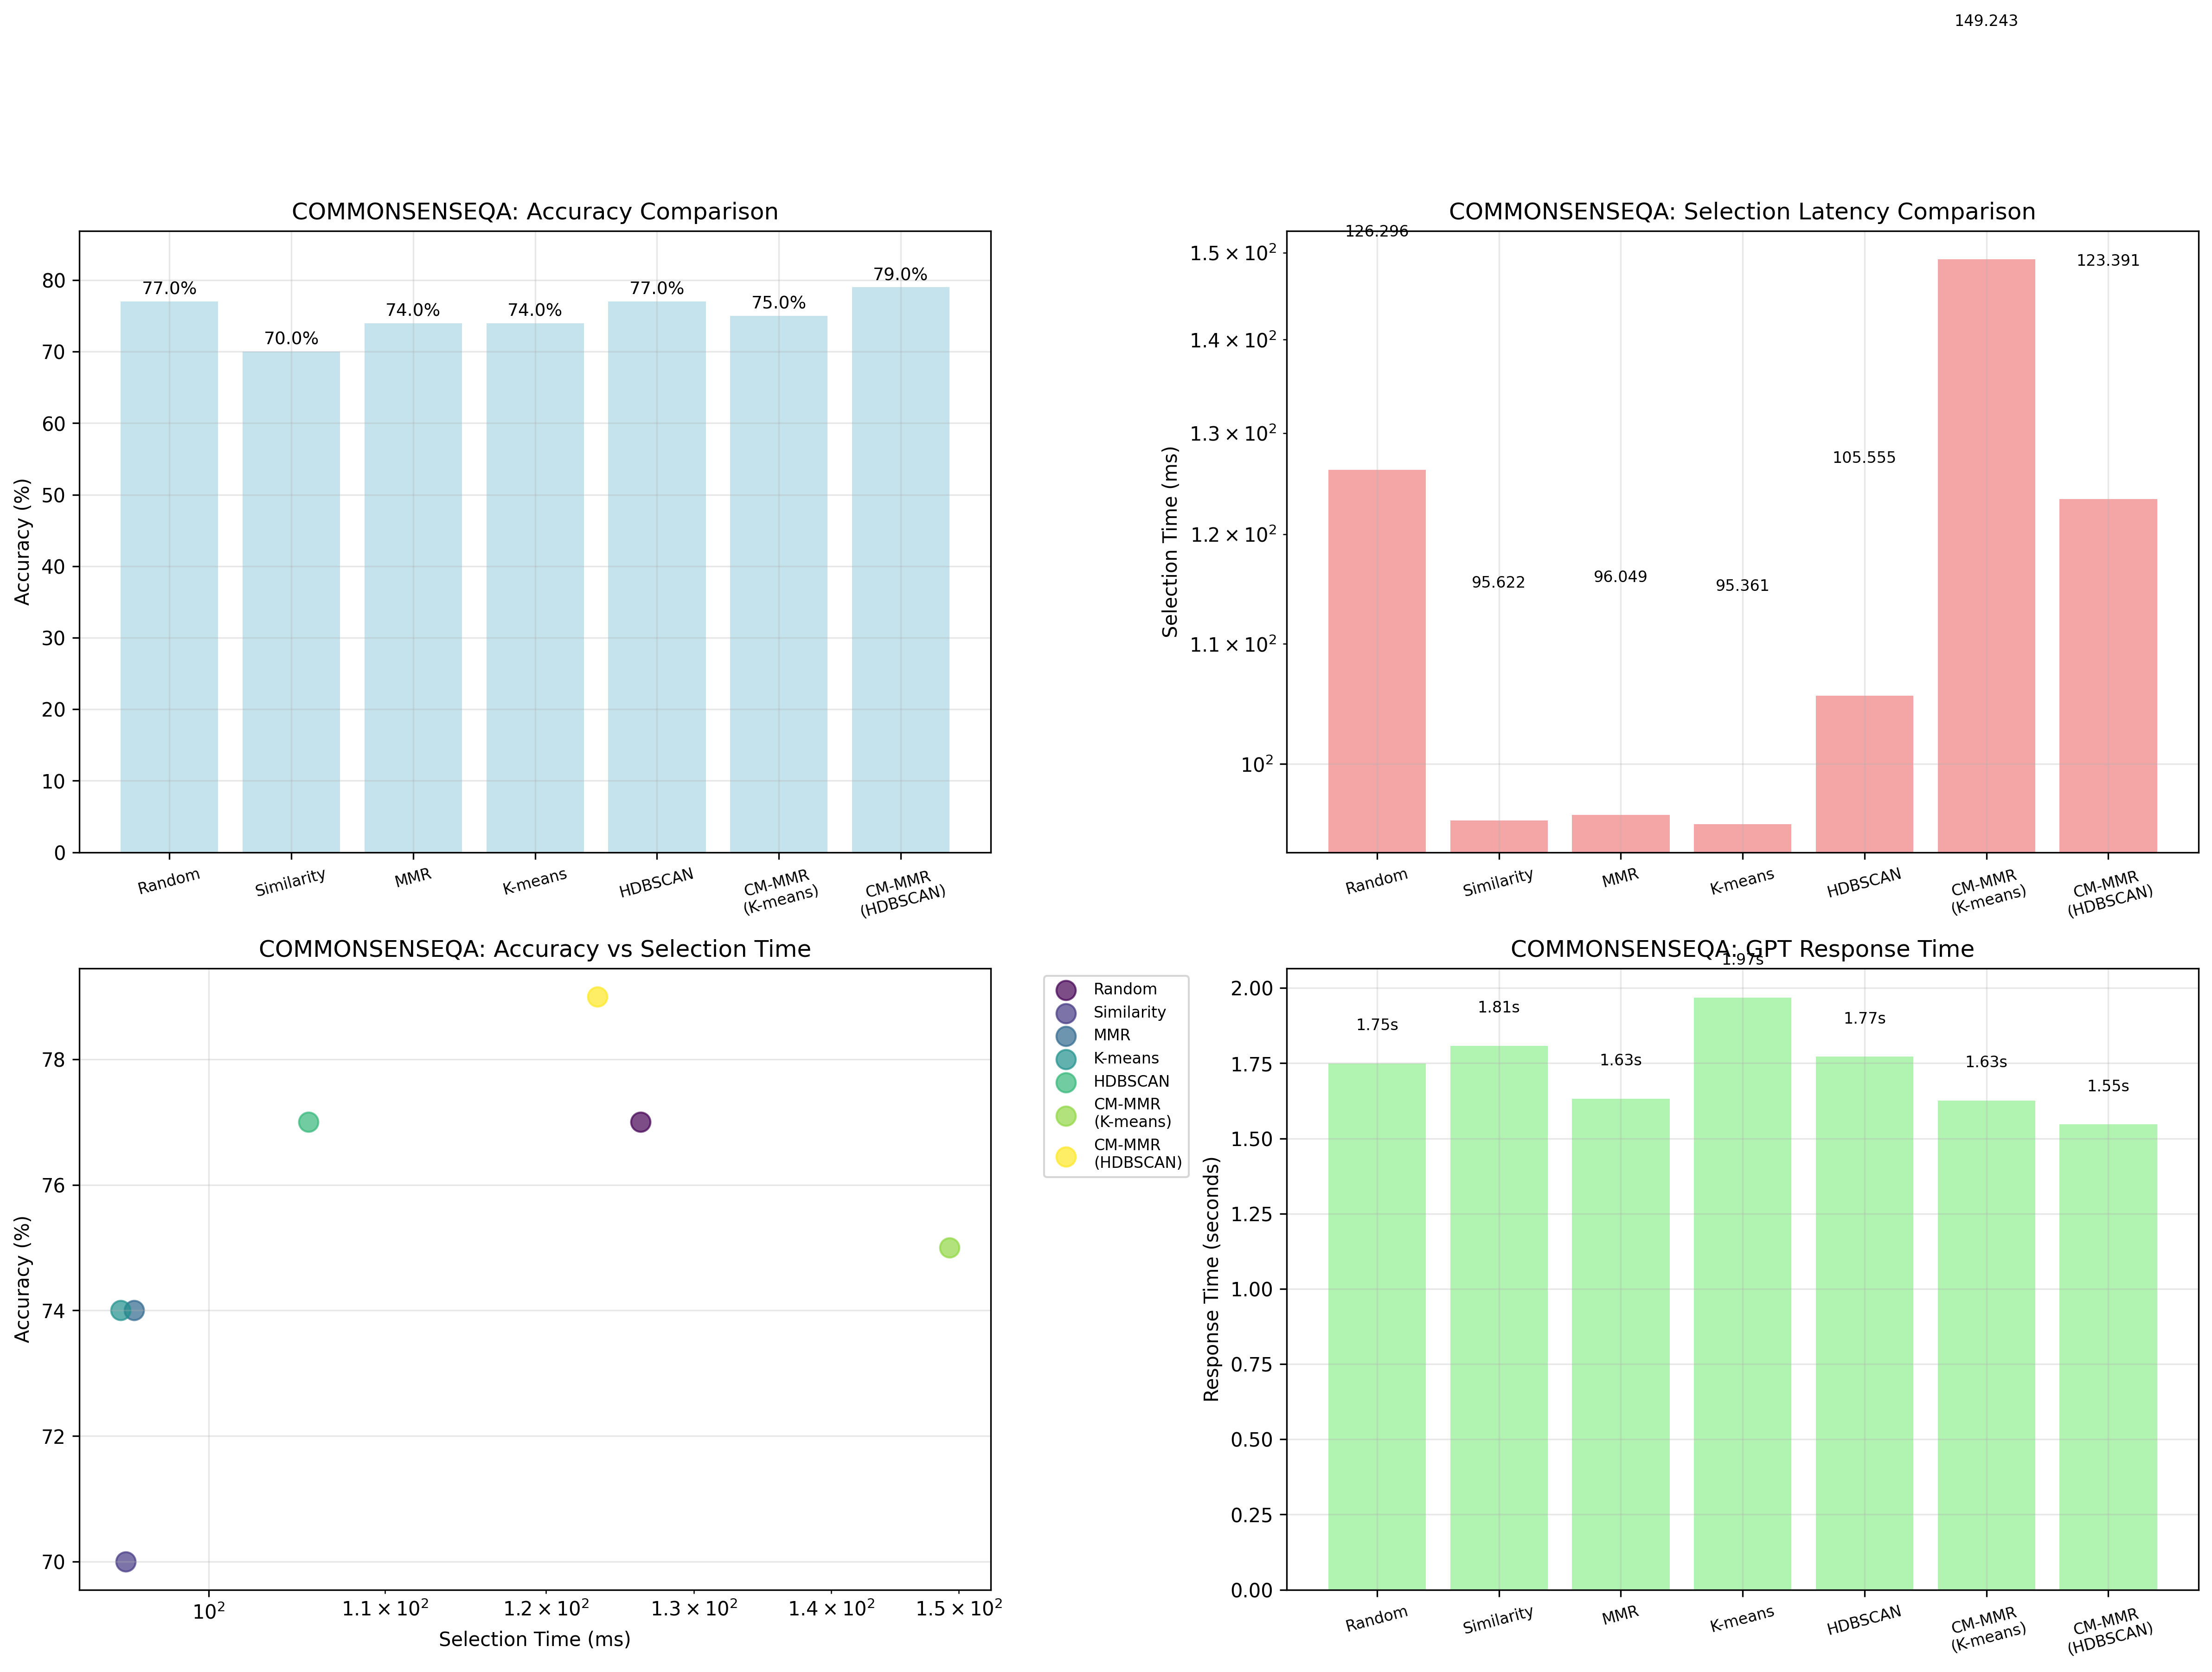 COMMONSENSEQA: Accuracy Comparison
Accuracy (%)
80
70
60
50
40
30
20
10
0
77.0%
70.0%
74.0%
74.0%
77.0%
75.0%
79.0%
Random
Similarity
MMR
K-means
HDBSCAN
CM-MMR
(K-means)
CM-MMR
(HDBSCAN)
149.243
COMMONSENSEQA: Selection Latency Comparison
Selection Time (ms)
1.5 × 10²
1.4 × 10²
1.3 × 10²
1.2 × 10²
1.1 × 10²
10²
126.296
95.622
96.049
95.361
105.555
123.391
Random
Similarity
MMR
K-means
HDBSCAN
CM-MMR
(K-means)
CM-MMR
(HDBSCAN)
COMMONSENSEQA: Accuracy vs Selection Time
Accuracy (%)
78
76
74
72
70
10²
1.1 × 10²
1.2 × 10²
1.3 × 10²
1.4 × 10²
1.5 × 10²
Selection Time (ms)
Random
Similarity
MMR
K-means
HDBSCAN
CM-MMR
(K-means)
CM-MMR
(HDBSCAN)
COMMONSENSEQA: GPT Response Time
Response Time (seconds)
2.00
1.75
1.50
1.25
1.00
0.75
0.50
0.25
0.00
1.75s
1.81s
1.63s
1.97s
1.77s
1.63s
1.55s
Random
Similarity
MMR
K-means
HDBSCAN
CM-MMR
(K-means)
CM-MMR
(HDBSCAN)